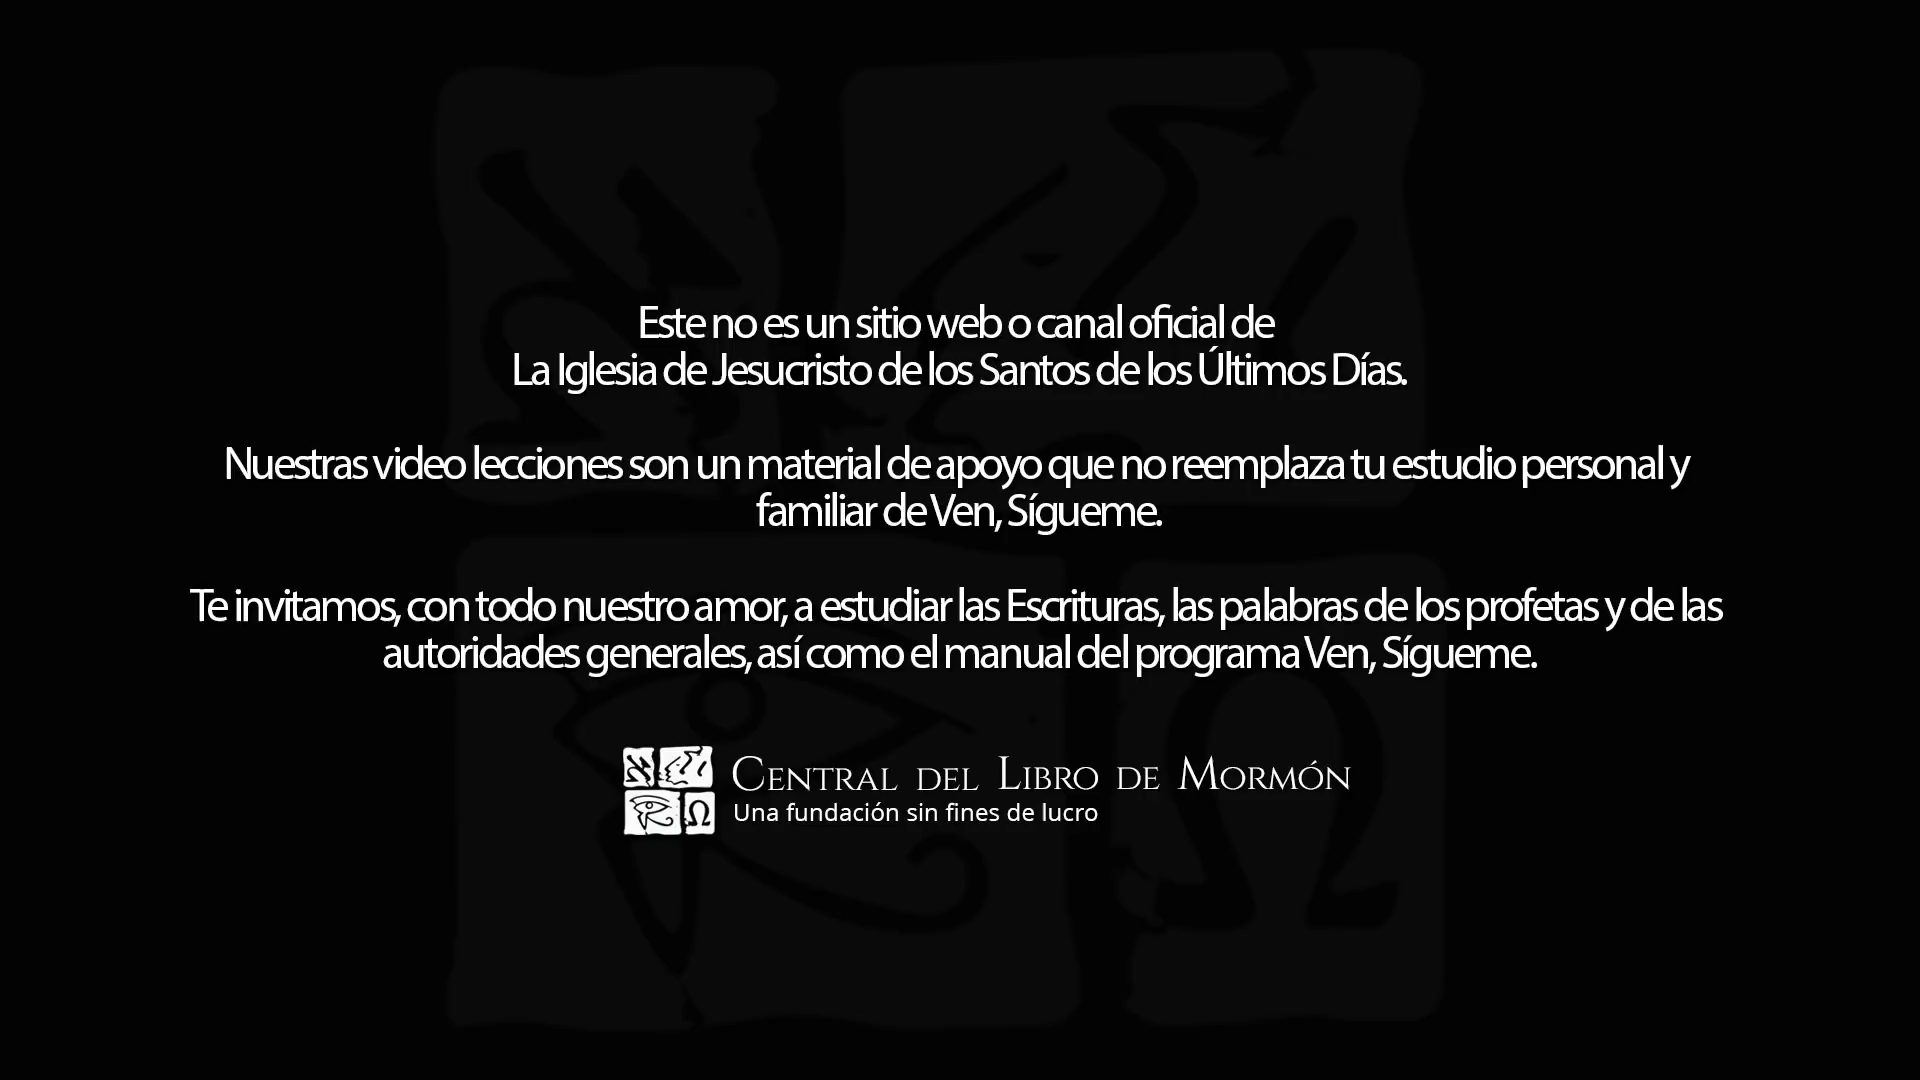 Este no es un sitio web o canal oficial de
La Iglesia de Jesucristo de los Santos de los Últimos Días.
Nuestras video lecciones son un material de apoyo que no reemplaza tu estudio personal y
familiar de Ven, Sígueme.
Te invitamos, con todo nuestro amor, a estudiar las Escrituras, las palabras de los profetas y de las
autoridades generales, así como el manual del programa Ven, Sígueme.
Central del Libro de Mormón
Una fundación sin fines de lucro